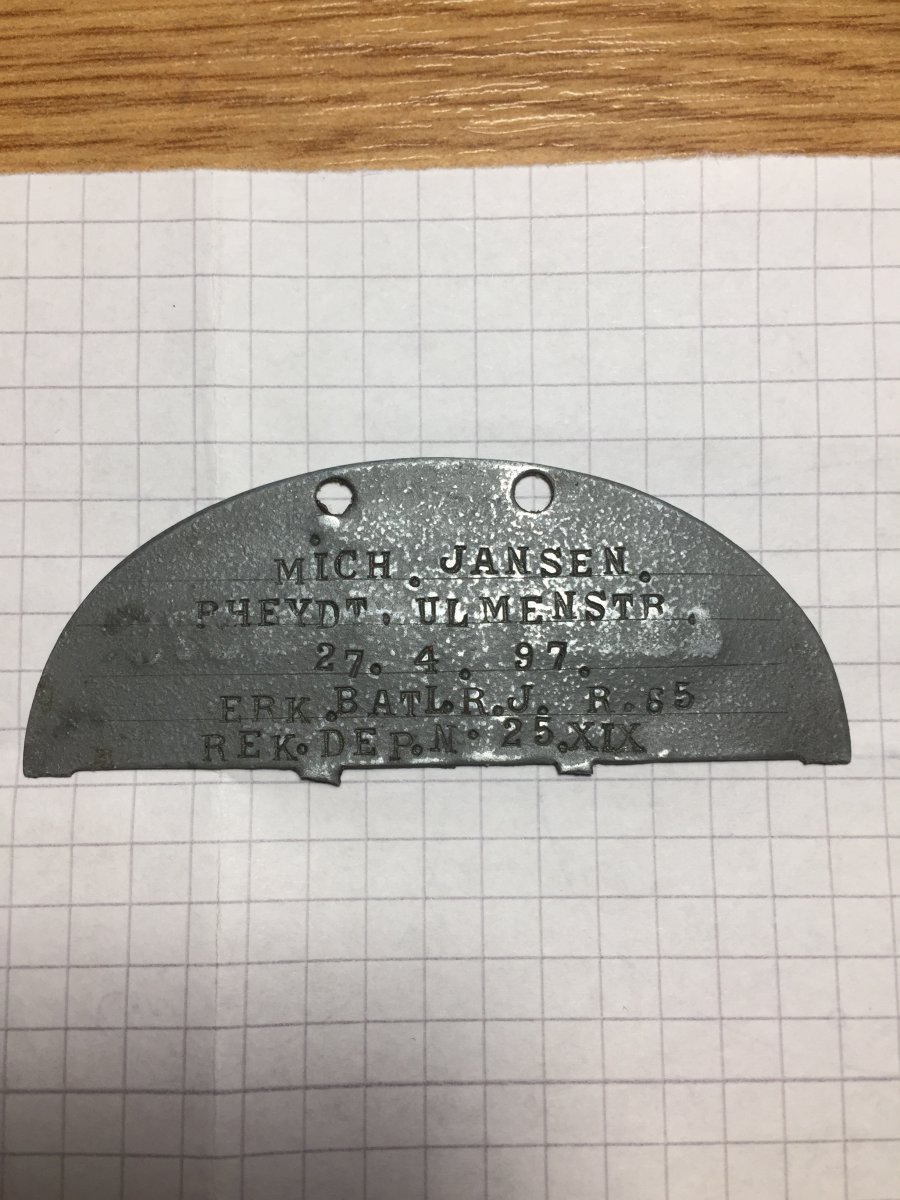 MICH. JANSEN.
RHEYDT. ULMENSTR.
27. 4. 97.
ERK. BATL. R. J. R. 65
REK. DEP. N. 25. XIX